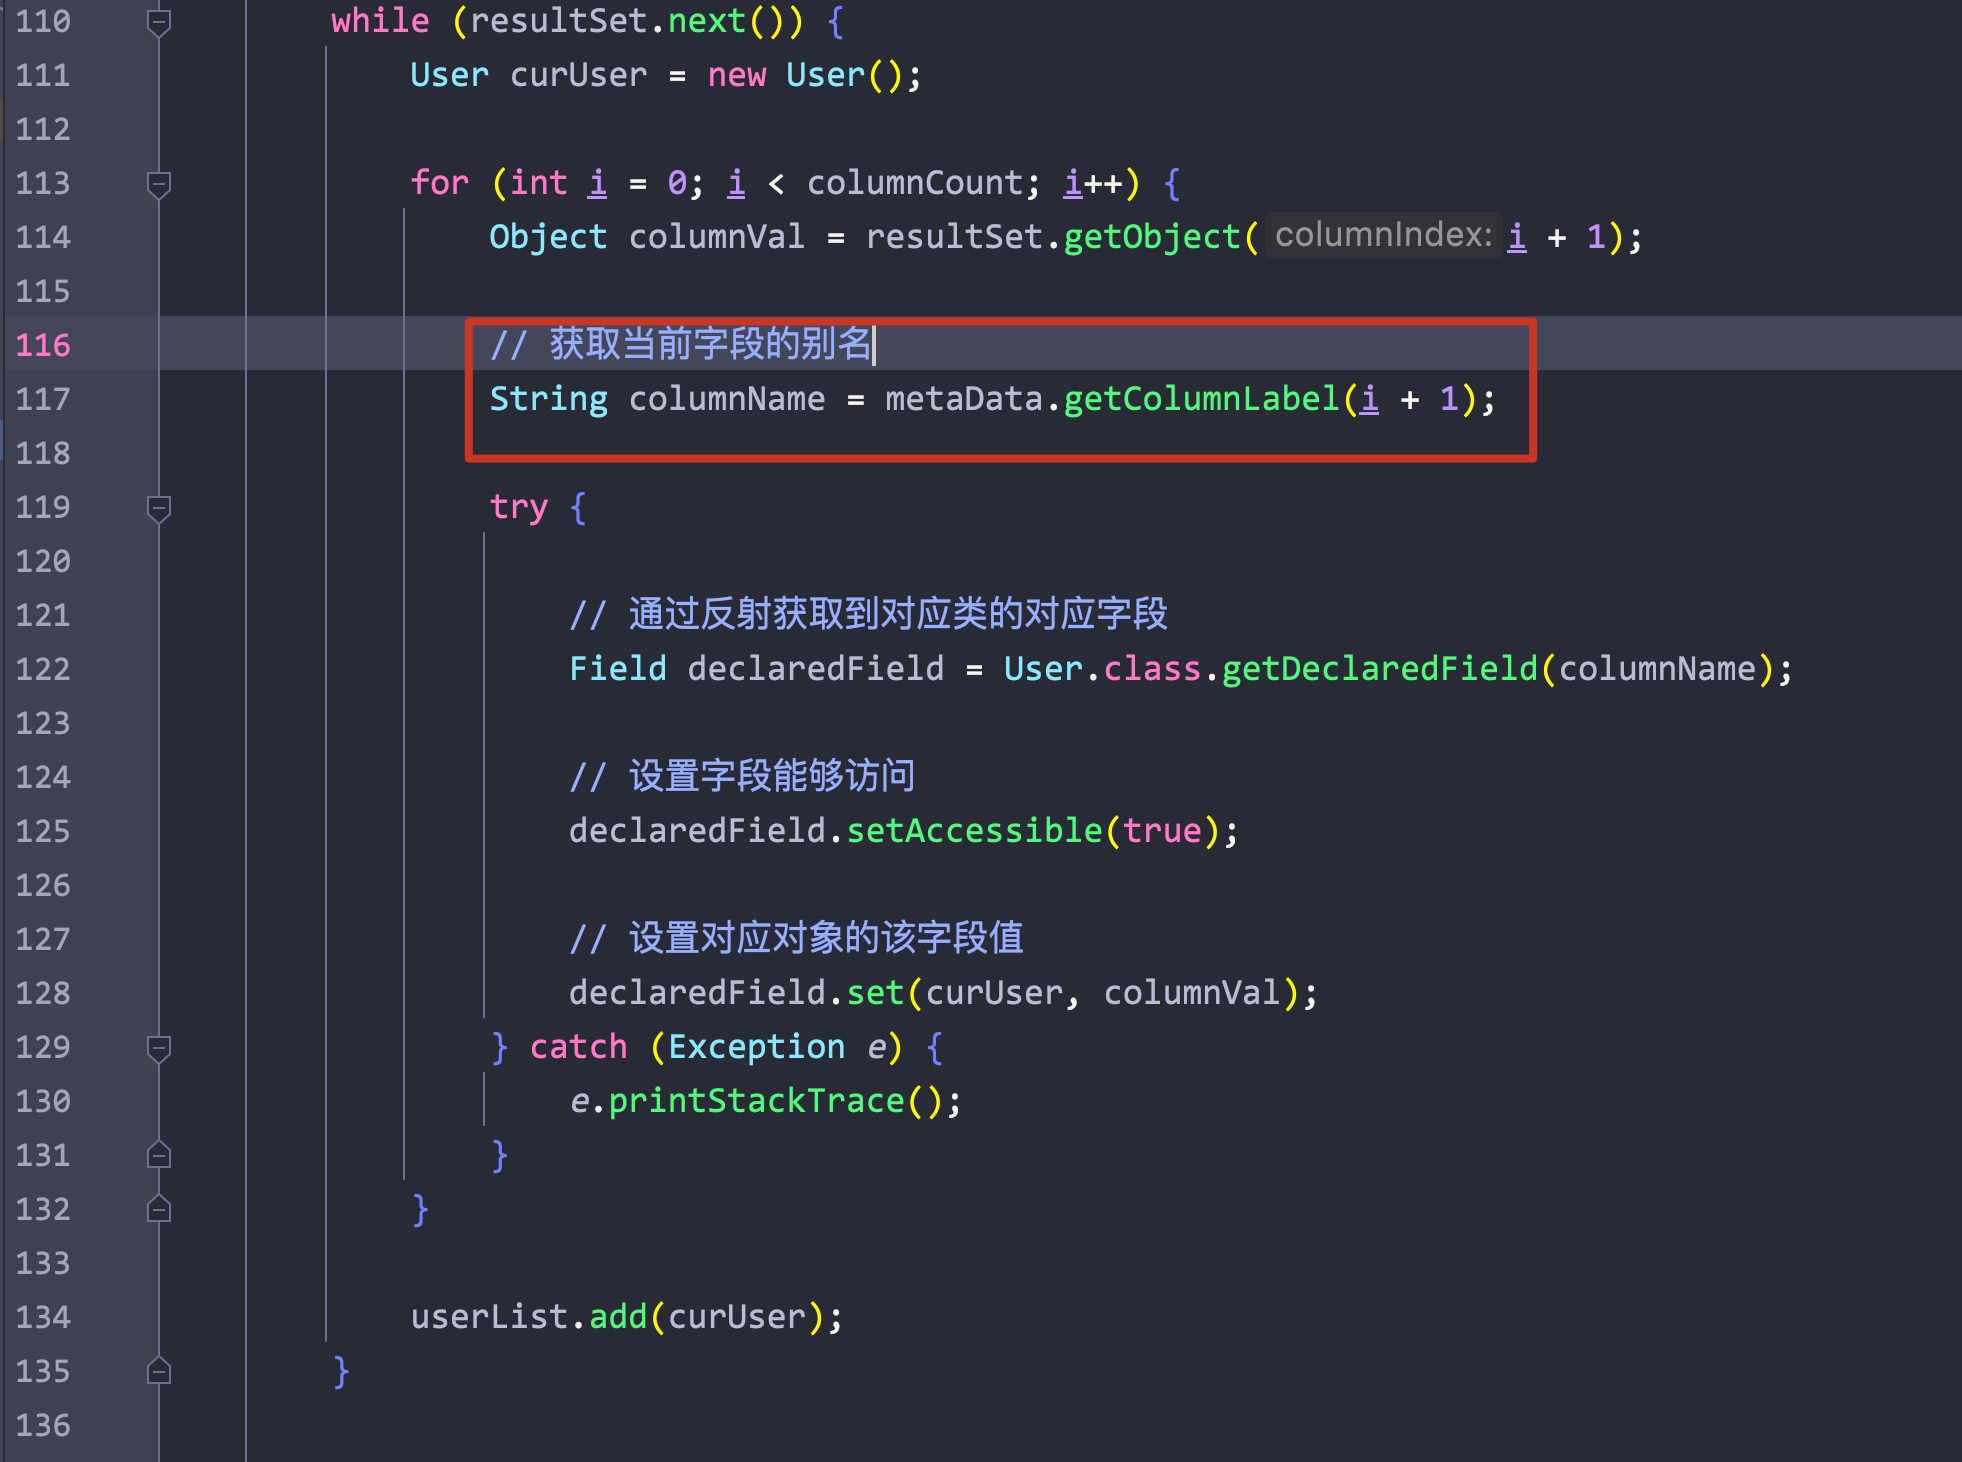 110 while (resultSet.next()) {
111 User curUser = new User();
112
113 for (int i = 0; i < columnCount; i++) {
114 Object columnVal = resultSet.getObject( columnIndex: i + 1);
115
116 // 获取当前字段的别名
117 String columnName = metaData.getColumnLabel(i + 1);
118
119 try {
120
121 // 通过反射获取到对应类的对应字段
122 Field declaredField = User.class.getDeclaredField(columnName);
123
124 // 设置字段能够访问
125 declaredField.setAccessible(true);
126
127 // 设置对应对象的该字段值
128 declaredField.set(curUser, columnVal);
129 } catch (Exception e) {
130 e.printStackTrace();
131 }
132 }
133
134 userList.add(curUser);
135 }
136